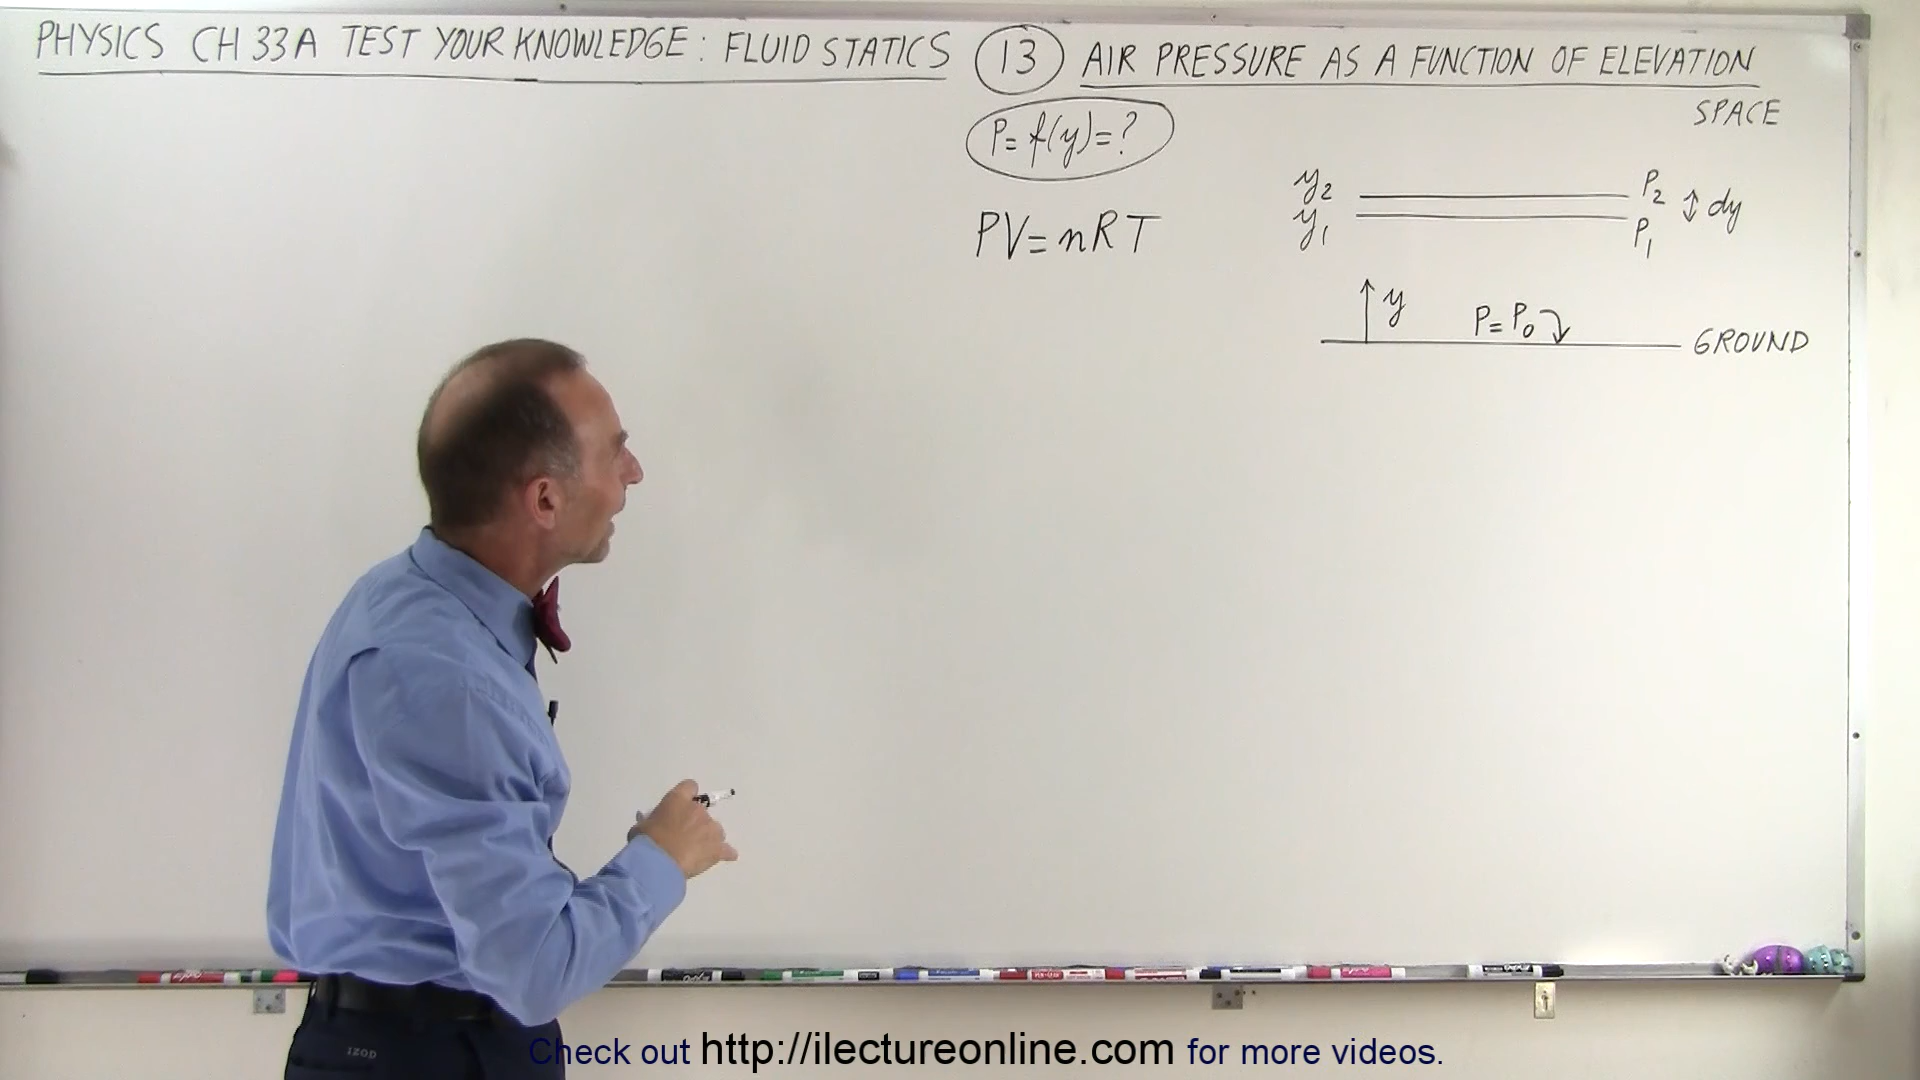 PHYSICS CH 33A TEST YOUR KNOWLEDGE: FLUID STATICS 13 AIR PRESSURE AS A FUNCTION OF ELEVATION
SPACE
P = f(y) = ?
y2 P2
dy
y1 P1
PV = nRT
y P = P0
GROUND
IZOD
Check out http://ilectureonline.com for more videos.